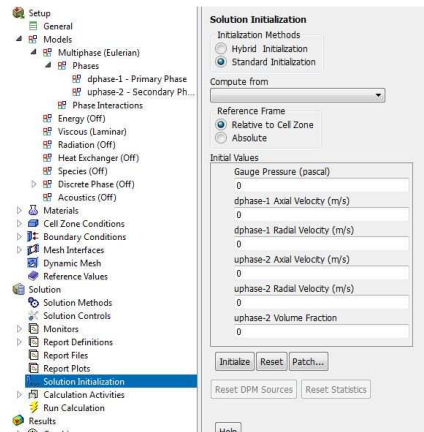 Setup
General
Models
Multiphase (Eulerian)
Phases
dphase-1 - Primary Phase
uphase-2 - Secondary Ph...
Phase Interactions
Energy (Off)
Viscous (Laminar)
Radiation (Off)
Heat Exchanger (Off)
Species (Off)
Discrete Phase (Off)
Acoustics (Off)
Materials
Cell Zone Conditions
Boundary Conditions
Mesh Interfaces
Dynamic Mesh
Reference Values
Solution
Solution Methods
Solution Controls
Monitors
Report Definitions
Report Files
Report Plots
Solution Initialization
Calculation Activities
Run Calculation
Results
Solution Initialization
Initialization Methods
Hybrid Initialization
Standard Initialization
Compute from
Reference Frame
Relative to Cell Zone
Absolute
Initial Values
Gauge Pressure (pascal)
0
dphase-1 Axial Velocity (m/s)
0
dphase-1 Radial Velocity (m/s)
0
uphase-2 Axial Velocity (m/s)
0
uphase-2 Radial Velocity (m/s)
0
uphase-2 Volume Fraction
0
Initialize Reset Patch...
Reset DPM Sources Reset Statistics
Help